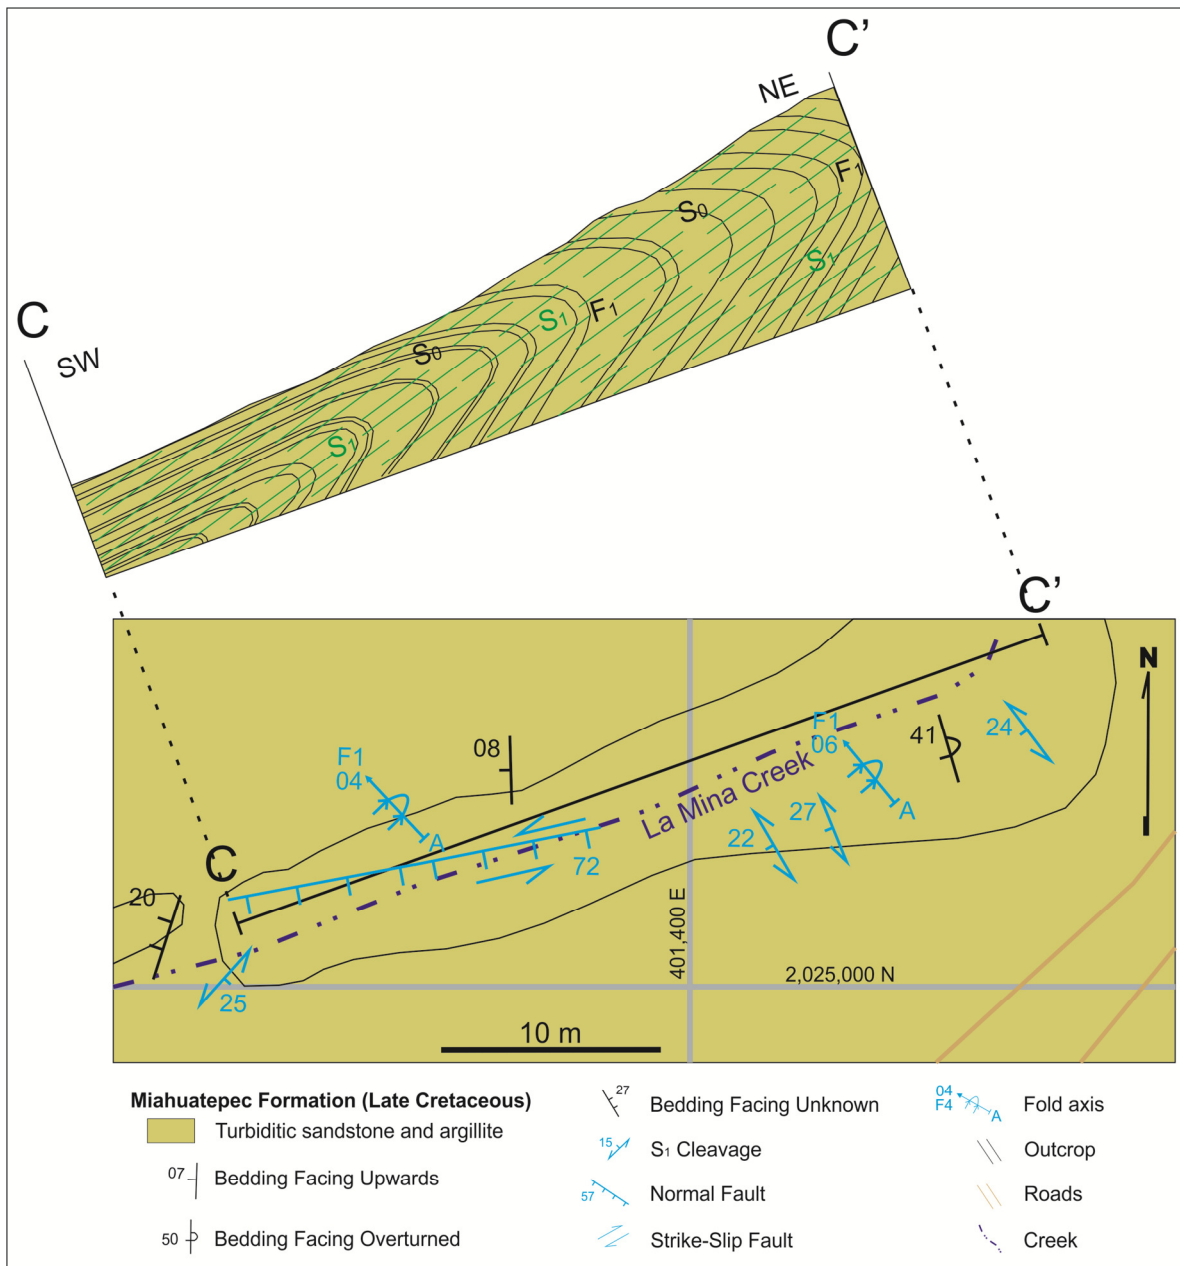 C’
NE
F1
S0
S1
C
SW
S1
F1
S0
S1
C’
N
F1
04
08
F1
06
41
24
La Mina Creek
A
A
27
22
72
C
20
25
401,400 E
2,025,000 N
10 m
Miahuatepec Formation (Late Cretaceous)
Turbiditic sandstone and argillite
07 Bedding Facing Upwards
50 Bedding Facing Overturned
27 Bedding Facing Unknown
15 S1 Cleavage
57 Normal Fault
Strike-Slip Fault
04
F4 A Fold axis
Outcrop
Roads
Creek